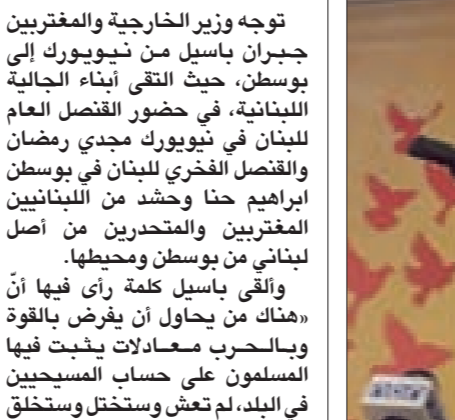 توجه وزير الخارجية والمغتربين
جبران باسيل من نيويورك إلى
بوسطن، حيث التقى أبناء الجالية
اللبنانية، في حضور القنصل العام
للبنان في نيويورك مجدي رمضان
والقنصل الفخري للبنان في بوسطن
ابراهيم حنا وحشد من اللبنانيين
المغتربين والمتحدرين من أصل
لبناني من بوسطن ومحيطها.
وألقى باسيل كلمة رأى فيها أنّ
«هناك من يحاول أن يفرض بالقوة
وبالحرب معادلات يثبت فيها
المسلمون على حساب المسيحيين
في البلد، لم تعش وستختل وستخلق